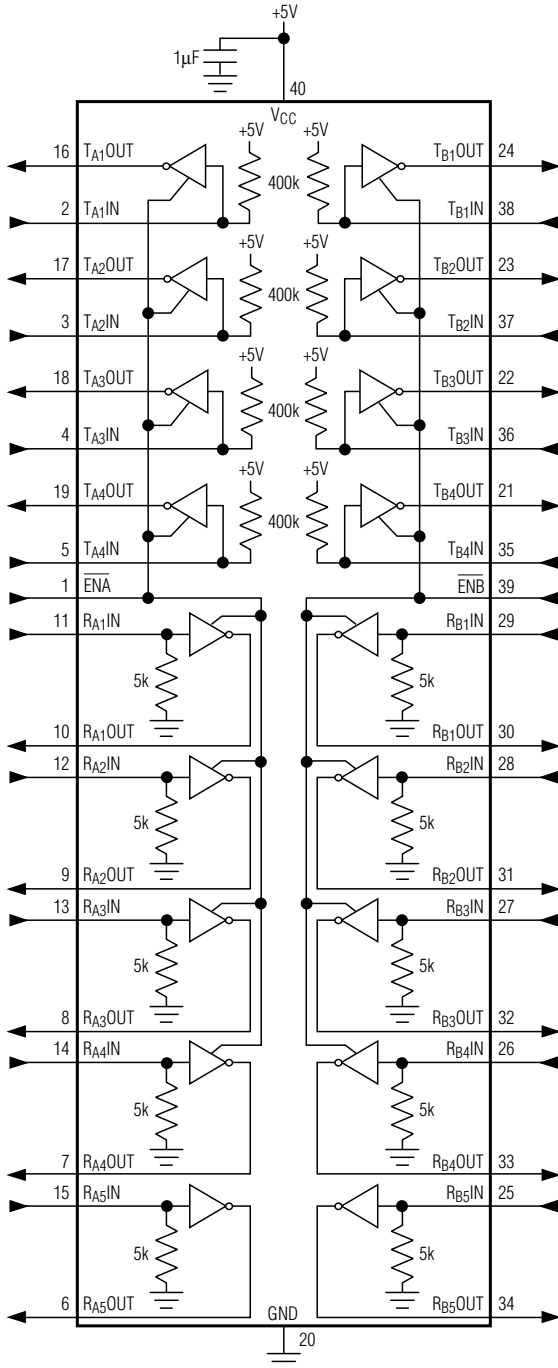 +5V
1µF
40
VCC
16 TA1OUT +5V TB1OUT 24
400k
2 TA1IN TB1IN 38
17 TA2OUT +5V TB2OUT 23
400k
3 TA2IN TB2IN 37
18 TA3OUT +5V TB3OUT 22
400k
4 TA3IN TB3IN 36
19 TA4OUT +5V TB4OUT 21
400k
5 TA4IN TB4IN 35
1 ENA ENB 39
11 RA1IN RB1IN 29
5k 5k
10 RA1OUT RB1OUT 30
12 RA2IN RB2IN 28
5k 5k
9 RA2OUT RB2OUT 31
13 RA3IN RB3IN 27
5k 5k
8 RA3OUT RB3OUT 32
14 RA4IN RB4IN 26
5k 5k
7 RA4OUT RB4OUT 33
15 RA5IN RB5IN 25
5k 5k
6 RA5OUT GND RB5OUT 34
20